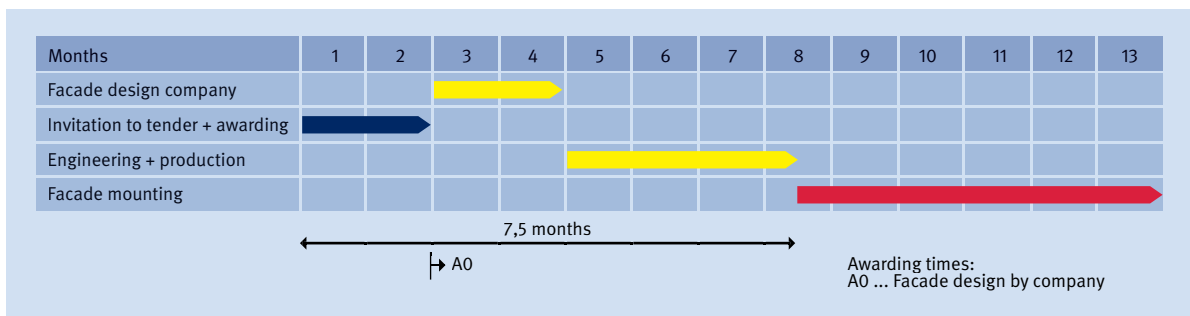 Months 1 2 3 4 5 6 7 8 9 10 11 12 13
Facade design company
Invitation to tender + awarding
Engineering + production
Facade mounting
7,5 months
A0
Awarding times:
A0 ... Facade design by company